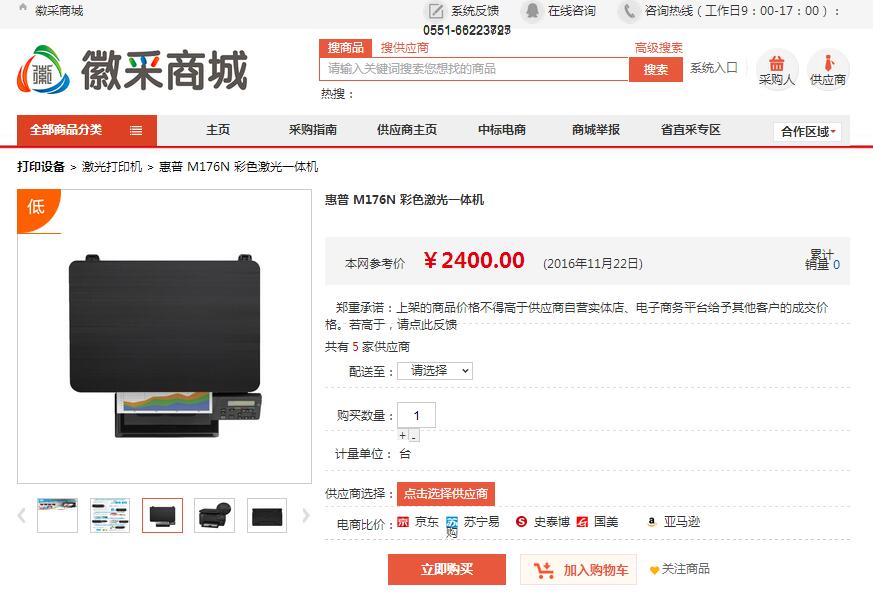 徽采商城
系统反馈
在线咨询
咨询热线（工作日9：00-17：00）：
徽采商城
搜商品 搜供应商 高级搜索
请输入关键词搜索您想找的商品 搜索 系统入口
采购人
供应商
热搜：
全部商品分类 主页 采购指南 供应商主页 中标电商 商城举报 省直采专区 合作区域
打印设备 > 激光打印机 > 惠普 M176N 彩色激光一体机
低
惠普 M176N 彩色激光一体机
本网参考价 ￥2400.00 (2016年11月22日)
累计
销量 0
郑重承诺：上架的商品价格不得高于供应商自营实体店、电子商务平台给予其他客户的成交价
格。若高于，请点此反馈
共有 5 家供应商
配送至： 请选择
购买数量： 1
+ -
计量单位： 台
供应商选择： 点击选择供应商
电商比价： 京东 苏宁易
购
史泰博 国美 亚马逊
立即购买 加入购物车 关注商品